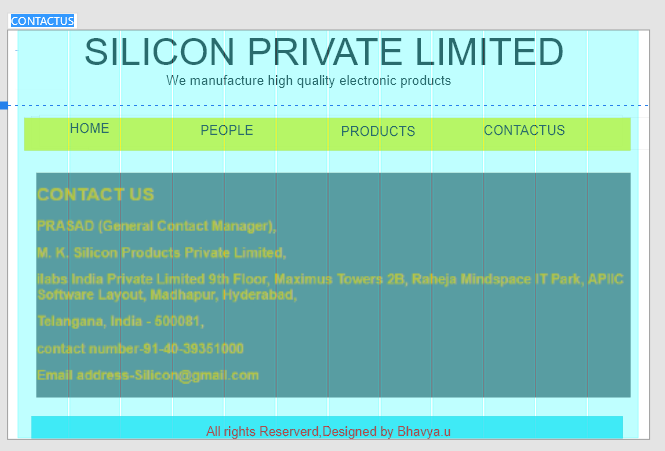 CONTACTUS
SILICON PRIVATE LIMITED
We manufacture high quality electronic products
HOME PEOPLE PRODUCTS CONTACTUS
CONTACT US
PRASAD (General Contact Manager),
M. K. Silicon Products Private Limited,
ilabs India Private Limited 9th Floor, Maximus Towers 2B, Raheja Mindspace IT Park, APIIC
Software Layout, Madhapur, Hyderabad,
Telangana, India - 500081,
contact number-91-40-39351000
Email address-Silicon@gmail.com
All rights Reserverd,Designed by Bhavya.u